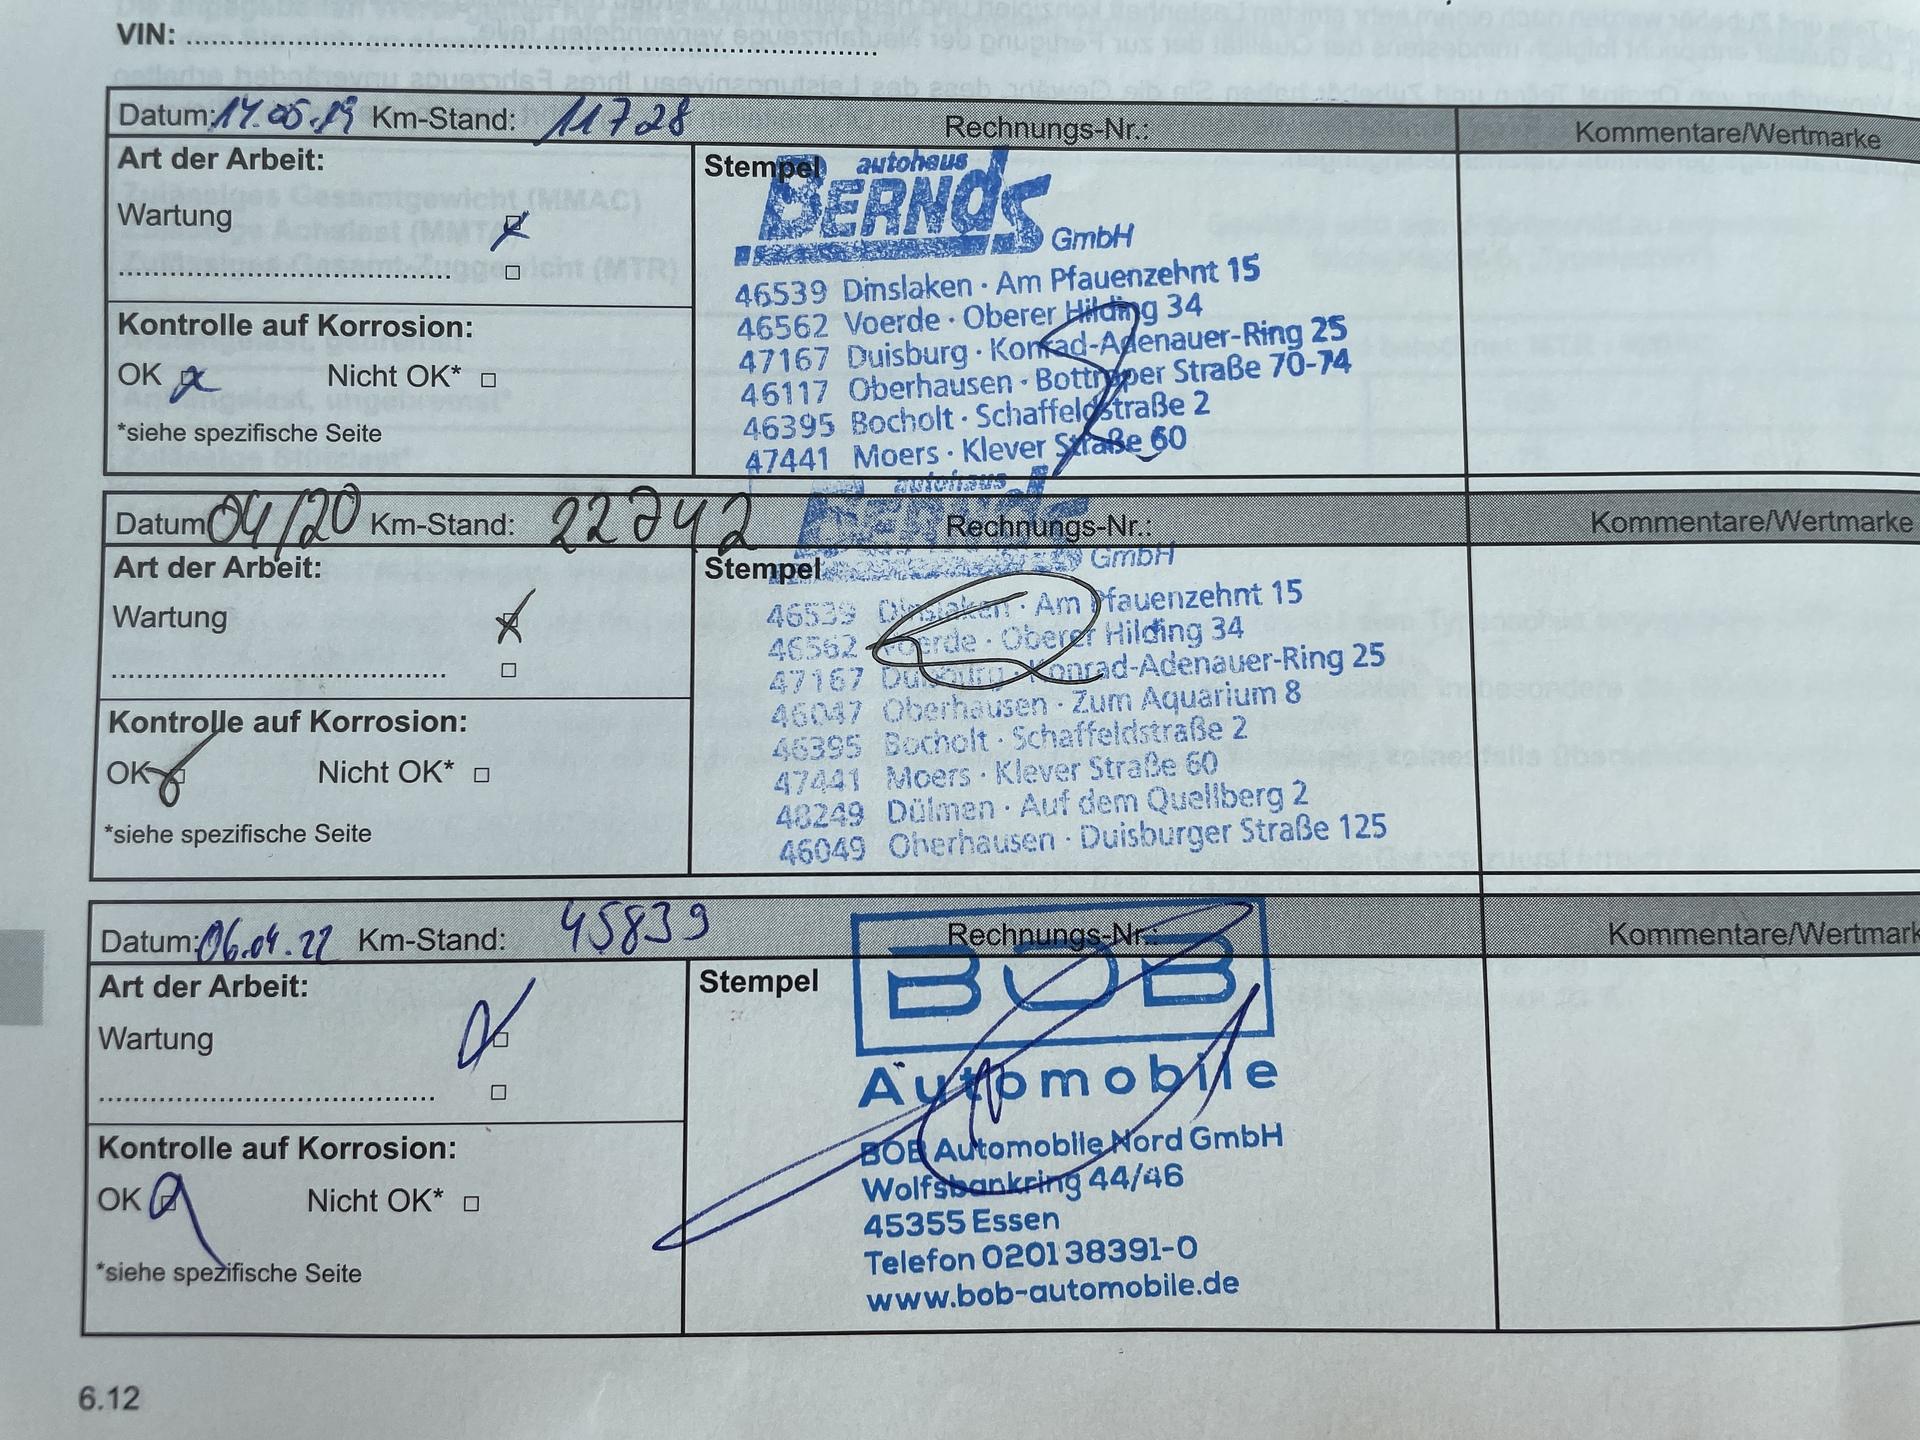 VIN:
Datum: 14.05.19 Km-Stand: 11728 Rechnungs-Nr.: Kommentare/Wertmarke
Art der Arbeit:
Wartung
Kontrolle auf Korrosion:
OK Nicht OK*
*siehe spezifische Seite
Stempel
autohaus
BERNDS GmbH
46539 Dinslaken · Am Pfauenzehnt 15
46562 Voerde · Oberer Hilding 34
47167 Duisburg · Konrad-Adenauer-Ring 25
46117 Oberhausen · Bottroper Straße 70-74
46395 Bocholt · Schaffeldstraße 2
47441 Moers · Klever Straße 60
Datum 04/20 Km-Stand: 22242 Rechnungs-Nr.: Kommentare/Wertmarke
Art der Arbeit:
Wartung
Kontrolle auf Korrosion:
OK Nicht OK*
*siehe spezifische Seite
Stempel
autohaus
BERNDS GmbH
46539 Dinslaken · Am Pfauenzehnt 15
46562 Voerde · Oberer Hilding 34
47167 Duisburg · Konrad-Adenauer-Ring 25
46047 Oberhausen · Zum Aquarium 8
46395 Bocholt · Schaffeldstraße 2
47441 Moers · Klever Straße 60
48249 Dülmen · Auf dem Quellberg 2
46049 Oberhausen · Duisburger Straße 125
Datum: 06.04.22 Km-Stand: 45839 Rechnungs-Nr.: Kommentare/Wertmark
Art der Arbeit:
Wartung
Kontrolle auf Korrosion:
OK Nicht OK*
*siehe spezifische Seite
Stempel
BOB
Automobile
BOB Automobile Nord GmbH
Wolfsbankring 44/46
45355 Essen
Telefon 0201 38391-0
www.bob-automobile.de
6.12